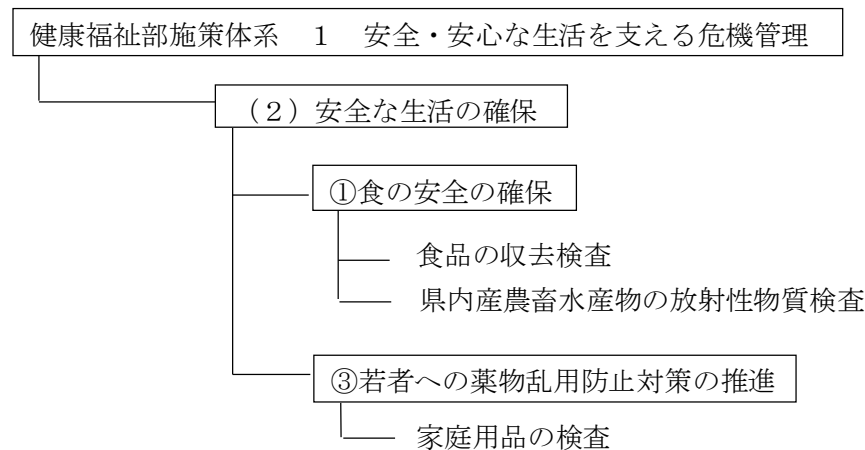 健康福祉部施策体系　１　安全・安心な生活を支える危機管理
（２）安全な生活の確保
①食の安全の確保
食品の収去検査
県内産農畜水産物の放射性物質検査
③若者への薬物乱用防止対策の推進
家庭用品の検査